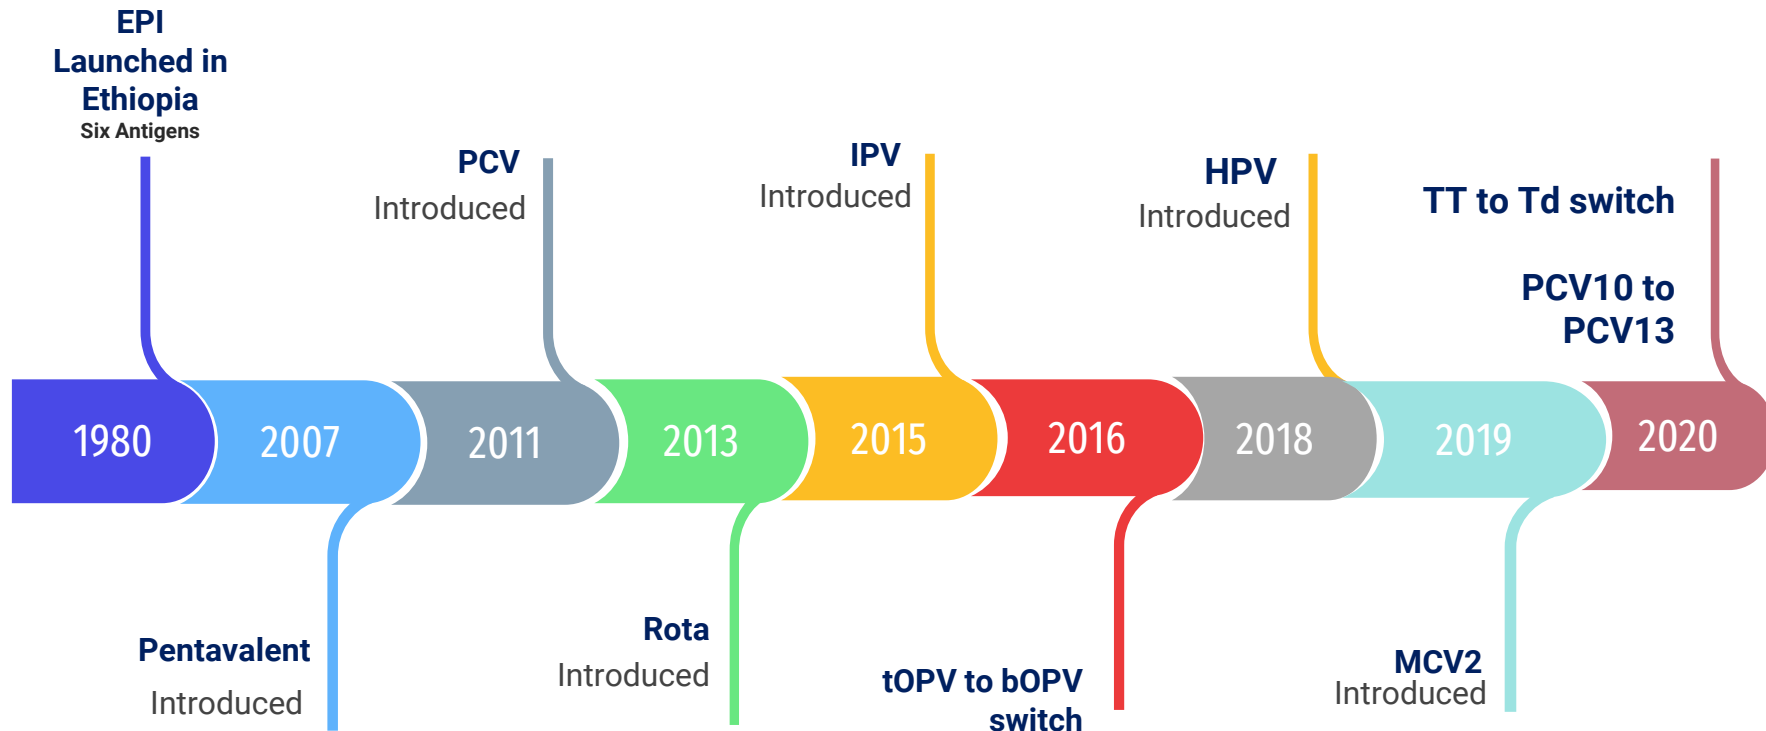 EPI
Launched in
Ethiopia
Six Antigens
PCV
Introduced
IPV
Introduced
HPV
Introduced
TT to Td switch
PCV10 to
PCV13
1980
2007
2011
2013
2015
2016
2018
2019
2020
Pentavalent
Introduced
Rota
Introduced
tOPV to bOPV
switch
MCV2
Introduced